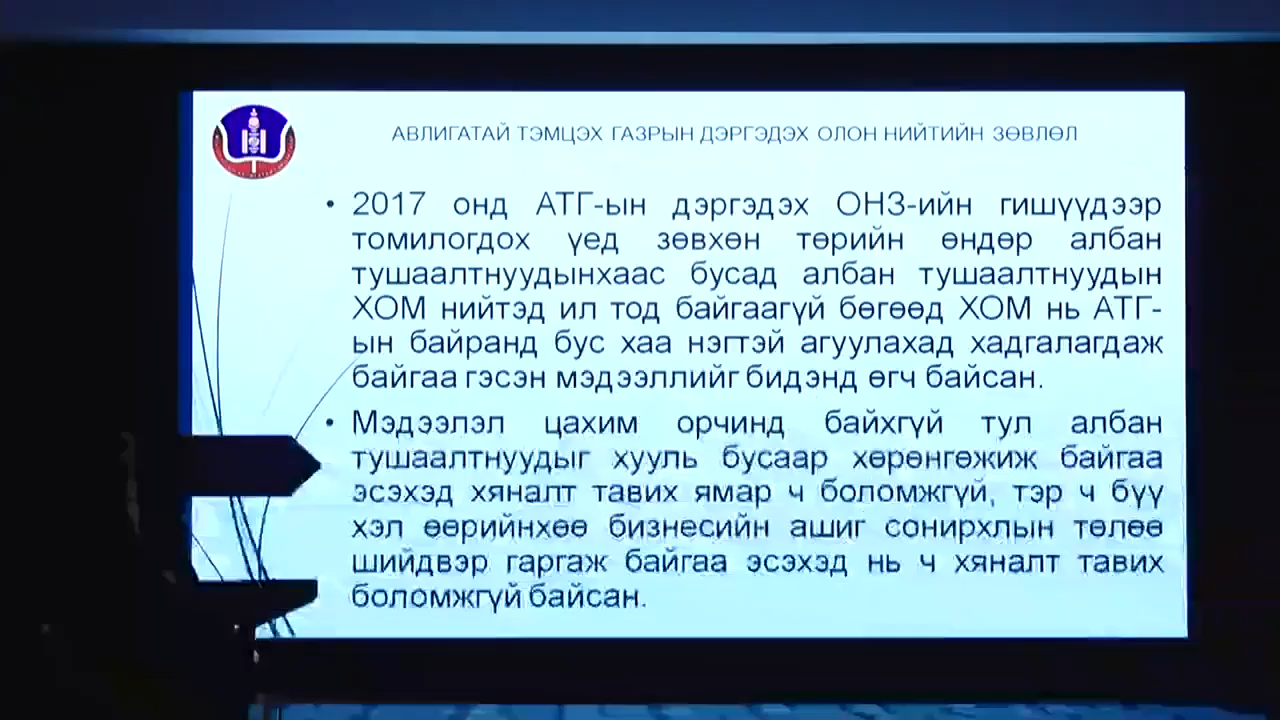 АВЛИГАТАЙ ТЭМЦЭХ ГАЗРЫН ДЭРГЭДЭХ ОЛОН НИЙТИЙН ЗӨВЛӨЛ
• 2017 онд АТГ-ын дэргэдэх ОНЗ-ийн гишүүдээр
томилогдох үед зөвхөн төрийн өндөр албан
тушаалтнуудынхаас бусад албан тушаалтнуудын
ХОМ нийтэд ил тод байгаагүй бөгөөд ХОМ нь АТГ-
ын байранд бус хаа нэгтэй агуулахад хадгалагдаж
байгаа гэсэн мэдээллийг бидэнд өгч байсан.
• Мэдээлэл цахим орчинд байхгүй тул албан
тушаалтнуудыг хууль бусаар хөрөнгөжиж байгаа
эсэхэд хяналт тавих ямар ч боломжгүй, тэр ч бүү
хэл өөрийнхөө бизнесийн ашиг сонирхлын төлөө
шийдвэр гаргаж байгаа эсэхэд нь ч хяналт тавих
боломжгүй байсан.